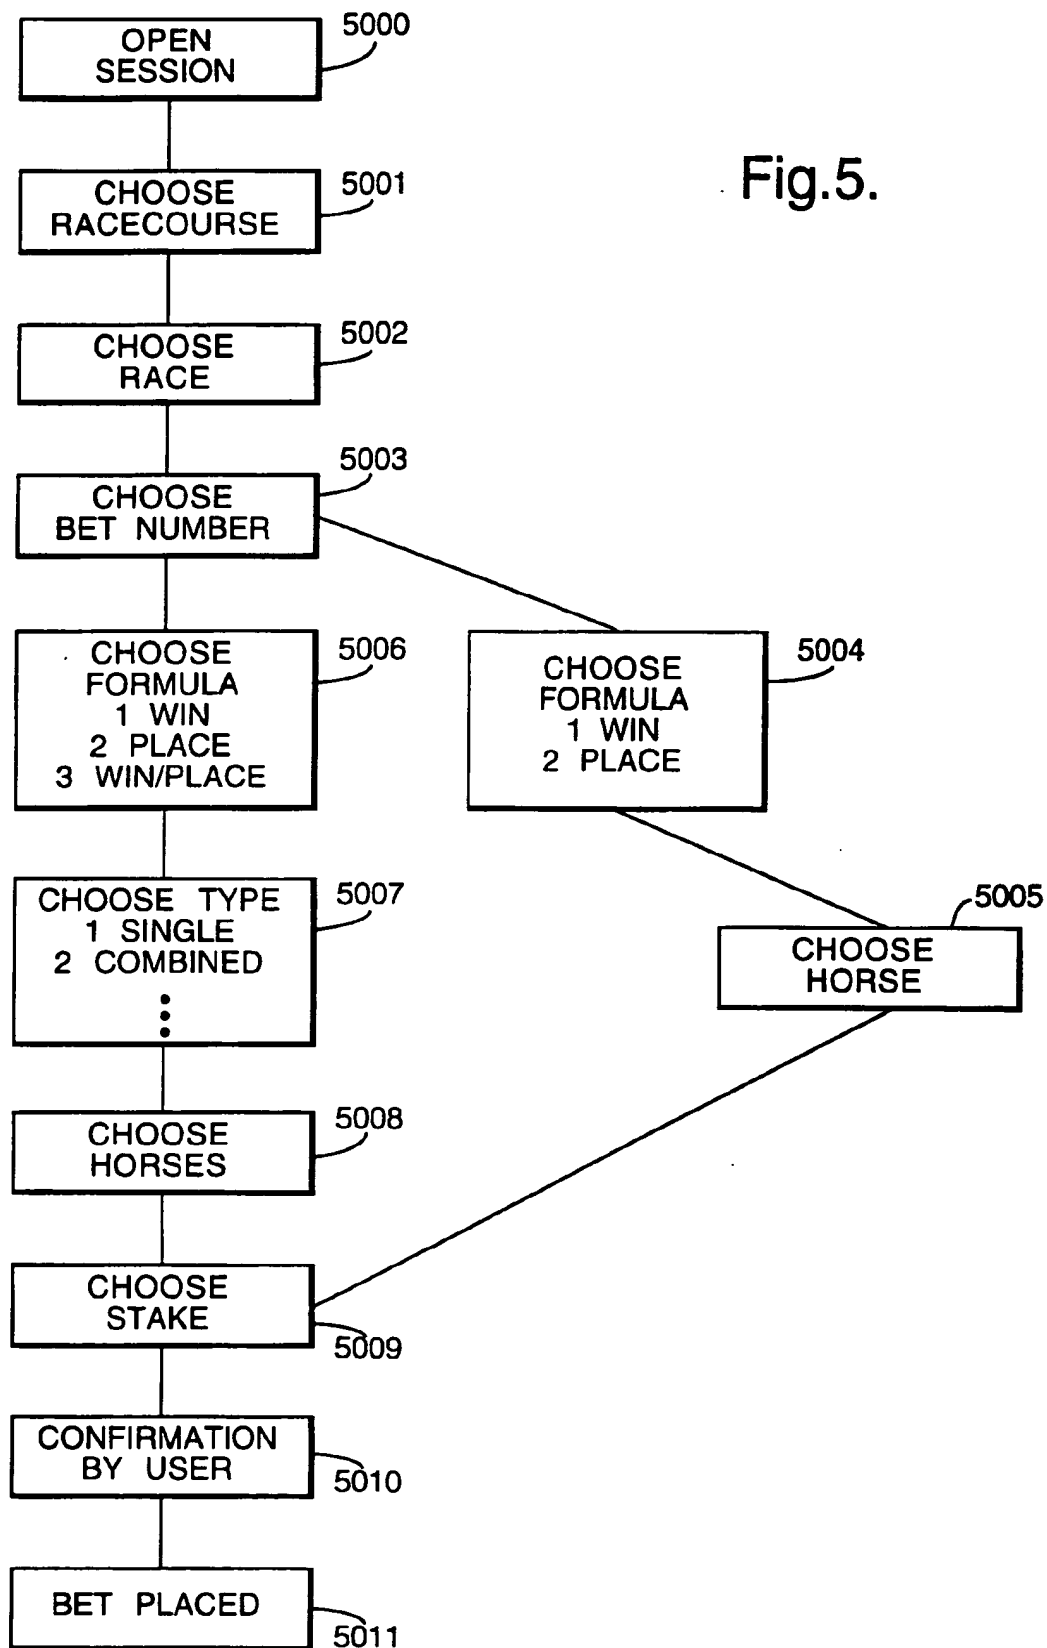 5000
OPEN
SESSION
Fig.5.
5001
CHOOSE
RACECOURSE
5002
CHOOSE
RACE
5003
CHOOSE
BET NUMBER
5006
CHOOSE
FORMULA
1 WIN
2 PLACE
3 WIN/PLACE
5004
CHOOSE
FORMULA
1 WIN
2 PLACE
5007
CHOOSE TYPE
1 SINGLE
2 COMBINED
5005
CHOOSE
HORSE
5008
CHOOSE
HORSES
CHOOSE
STAKE
5009
CONFIRMATION
BY USER
5010
BET PLACED
5011